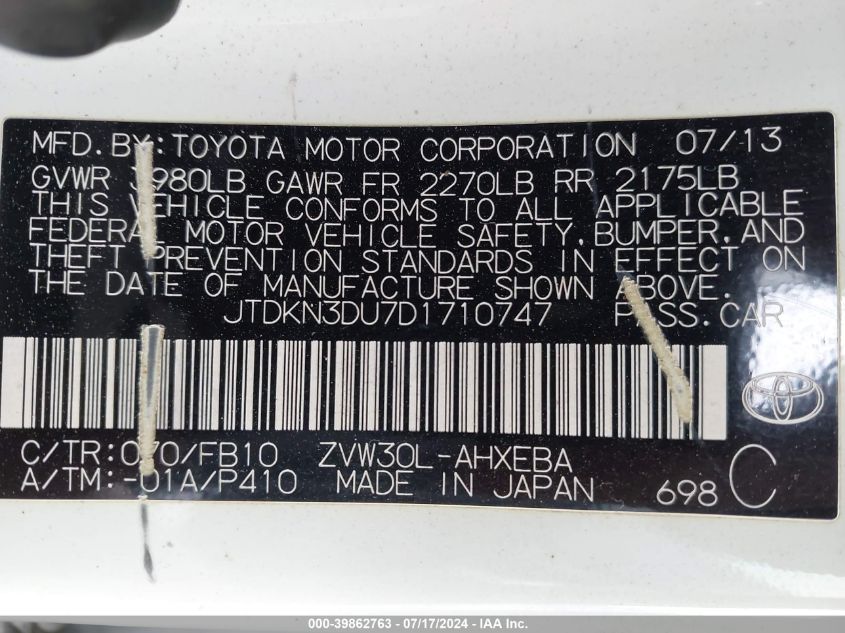 MFD. BY: TOYOTA MOTOR CORPORATION 07/13
GVWR 3980LB GAWR FR 2270LB RR 2175LB
THIS VEHICLE CONFORMS TO ALL APPLICABLE
FEDERAL MOTOR VEHICLE SAFETY, BUMPER, AND
THEFT PREVENTION STANDARDS IN EFFECT ON
THE DATE OF MANUFACTURE SHOWN ABOVE.
JTDKN3DU7D1710747 PASS. CAR
C/TR: 070/FB10 ZVW30L-AHXEBA
A/TM: -01A/P410 MADE IN JAPAN 698 C
000-39862763 - 07/17/2024 - IAA Inc.